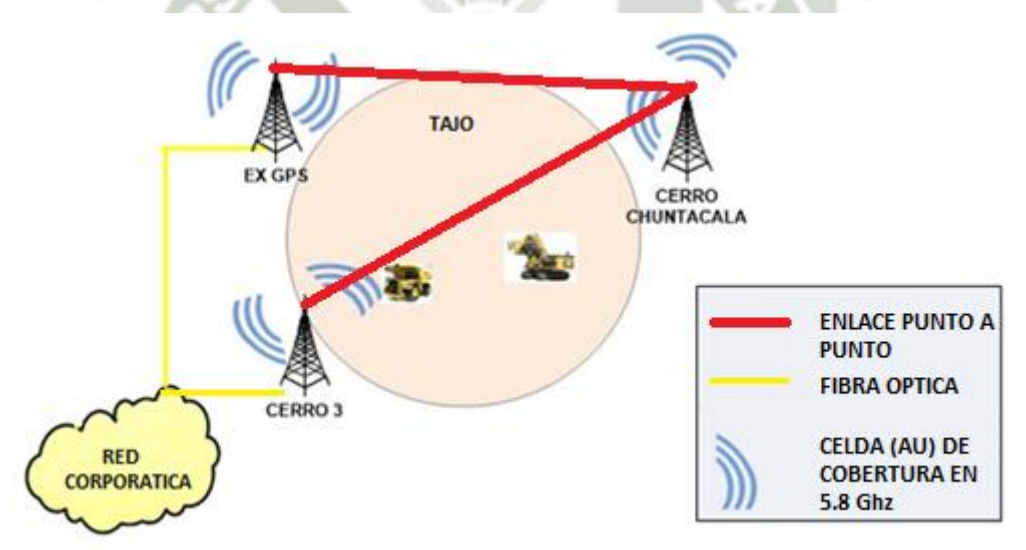 TAJO
EX GPS
CERRO
CHUNTACALA
CERRO 3
RED
CORPORATICA
ENLACE PUNTO A
PUNTO
FIBRA OPTICA
CELDA (AU) DE
COBERTURA EN
5.8 Ghz